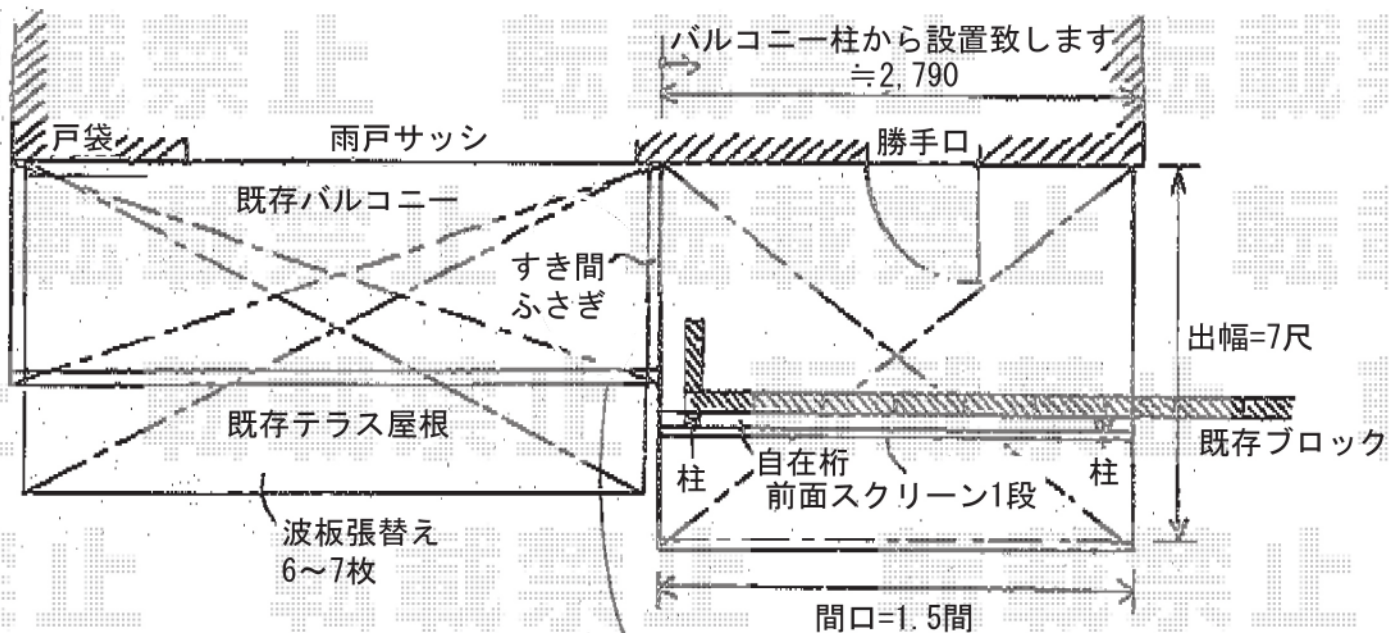 バルコニー柱から設置致します
≒2,790
戸袋
雨戸サッシ
勝手口
既存バルコニー
すき間
ふさぎ
出幅=7尺
既存テラス屋根
既存ブロック
柱
自在桁
柱
前面スクリーン1段
波板張替え
6～7枚
間口=1.5間